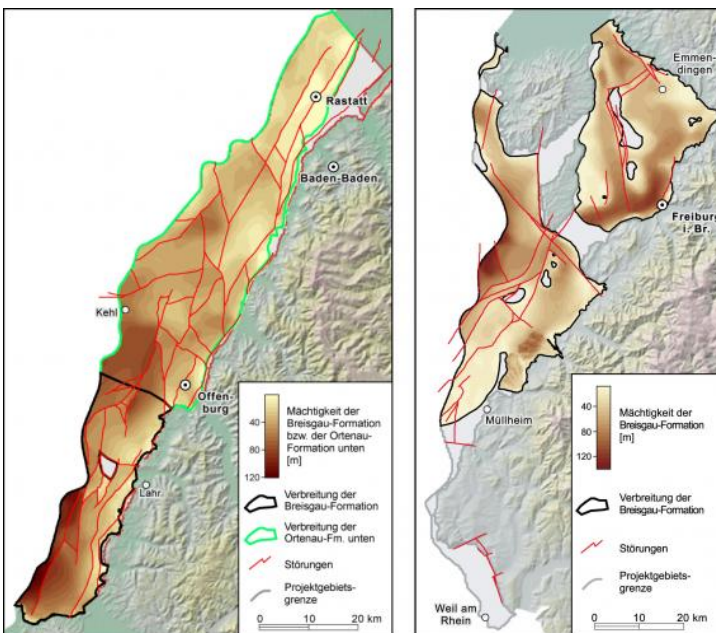 Rastatt
Baden-Baden
Kehl
Offen-
burg
Lahr
40
80
120
Mächtigkeit der
Breisgau-Formation
bzw. der Ortenau-
Formation unten
[m]
Verbreitung der
Breisgau-Formation
Verbreitung der
Ortenau-Fm. unten
Störungen
Projektgebiets-
grenze
0 10 20 km
Emmen-
dingen
Freiburg
i. Br.
Müllheim
Weil am
Rhein
40
80
120
Mächtigkeit der
Breisgau-Formation
[m]
Verbreitung der
Breisgau-Formation
Störungen
Projektgebiets-
grenze
0 10 20 km